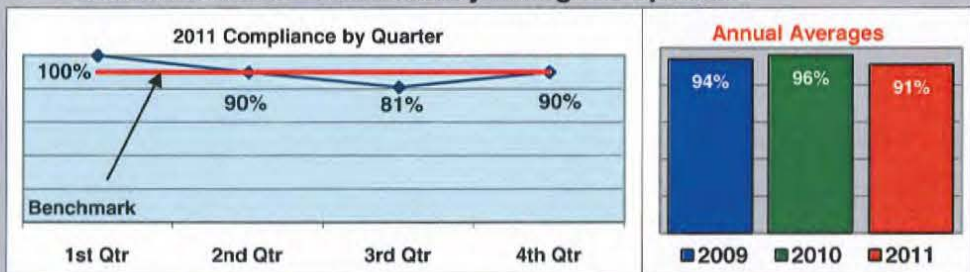 2011 Compliance by Quarter
100%
90%
81%
90%
Benchmark
1st Qtr
2nd Qtr
3rd Qtr
4th Qtr
Annual Averages
94%
96%
91%
2009
2010
2011